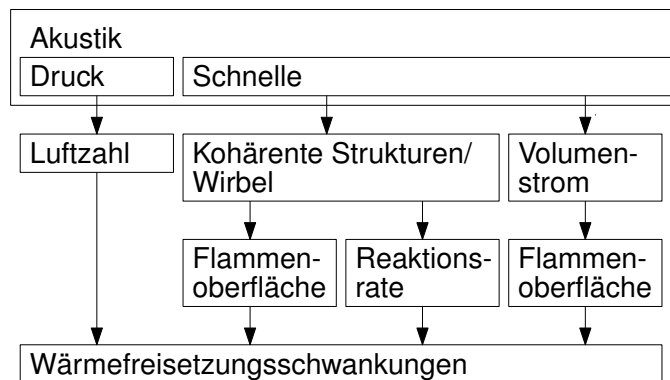 Akustik
Druck
Schnelle
Luftzahl
Kohärente Strukturen/
Wirbel
Volumen-
strom
Flammen-
oberfläche
Reaktions-
rate
Flammen-
oberfläche
Wärmefreisetzungsschwankungen